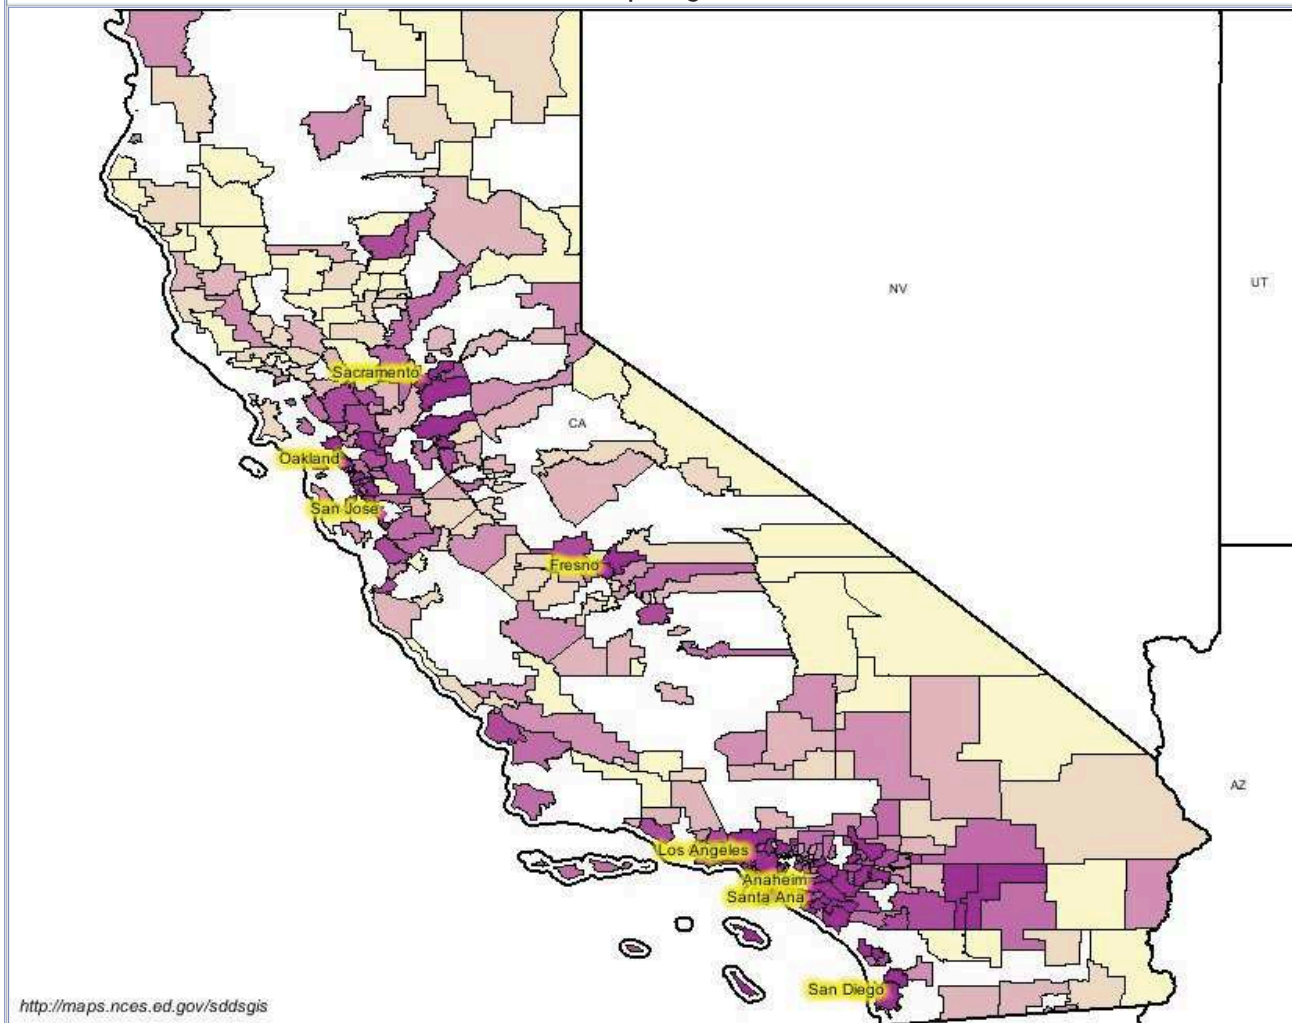 NV
UT
Sacramento
CA
Oakland
San Jose
Fresno
AZ
Los Angeles
Anaheim
Santa Ana
San Diego
http://maps.nces.ed.gov/sddsgis